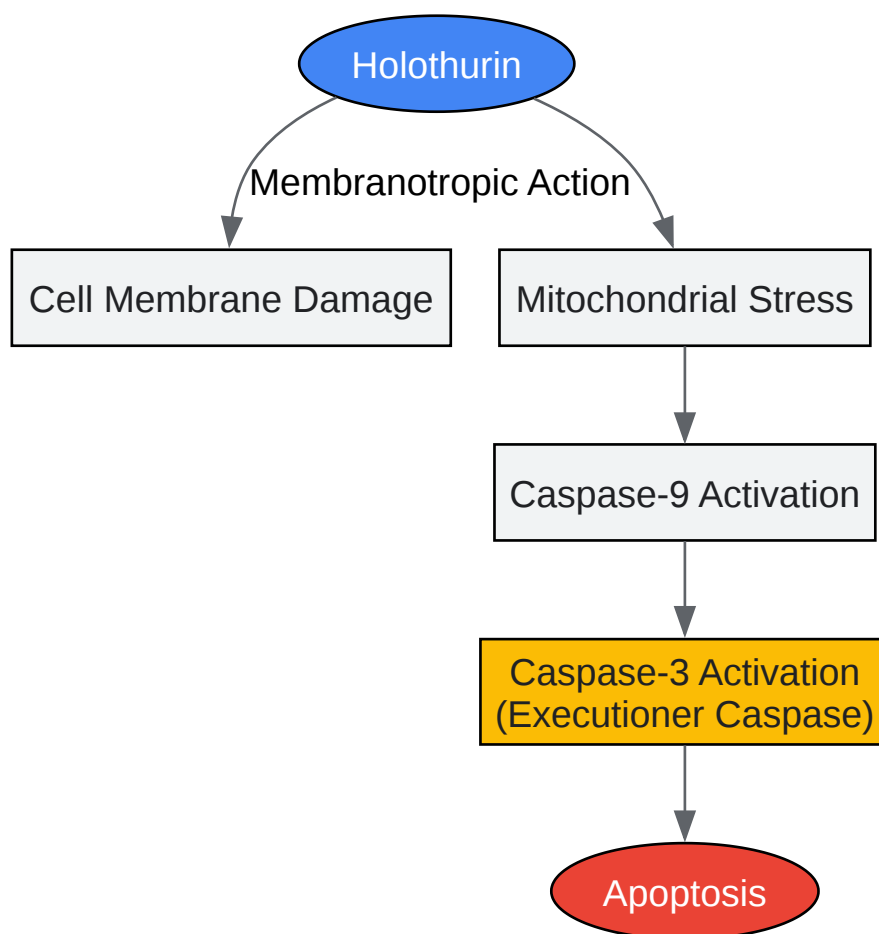 Holothurin
Membranotropic Action
Cell Membrane Damage
Mitochondrial Stress
Caspase-9 Activation
Caspase-3 Activation
(Executioner Caspase)
Apoptosis